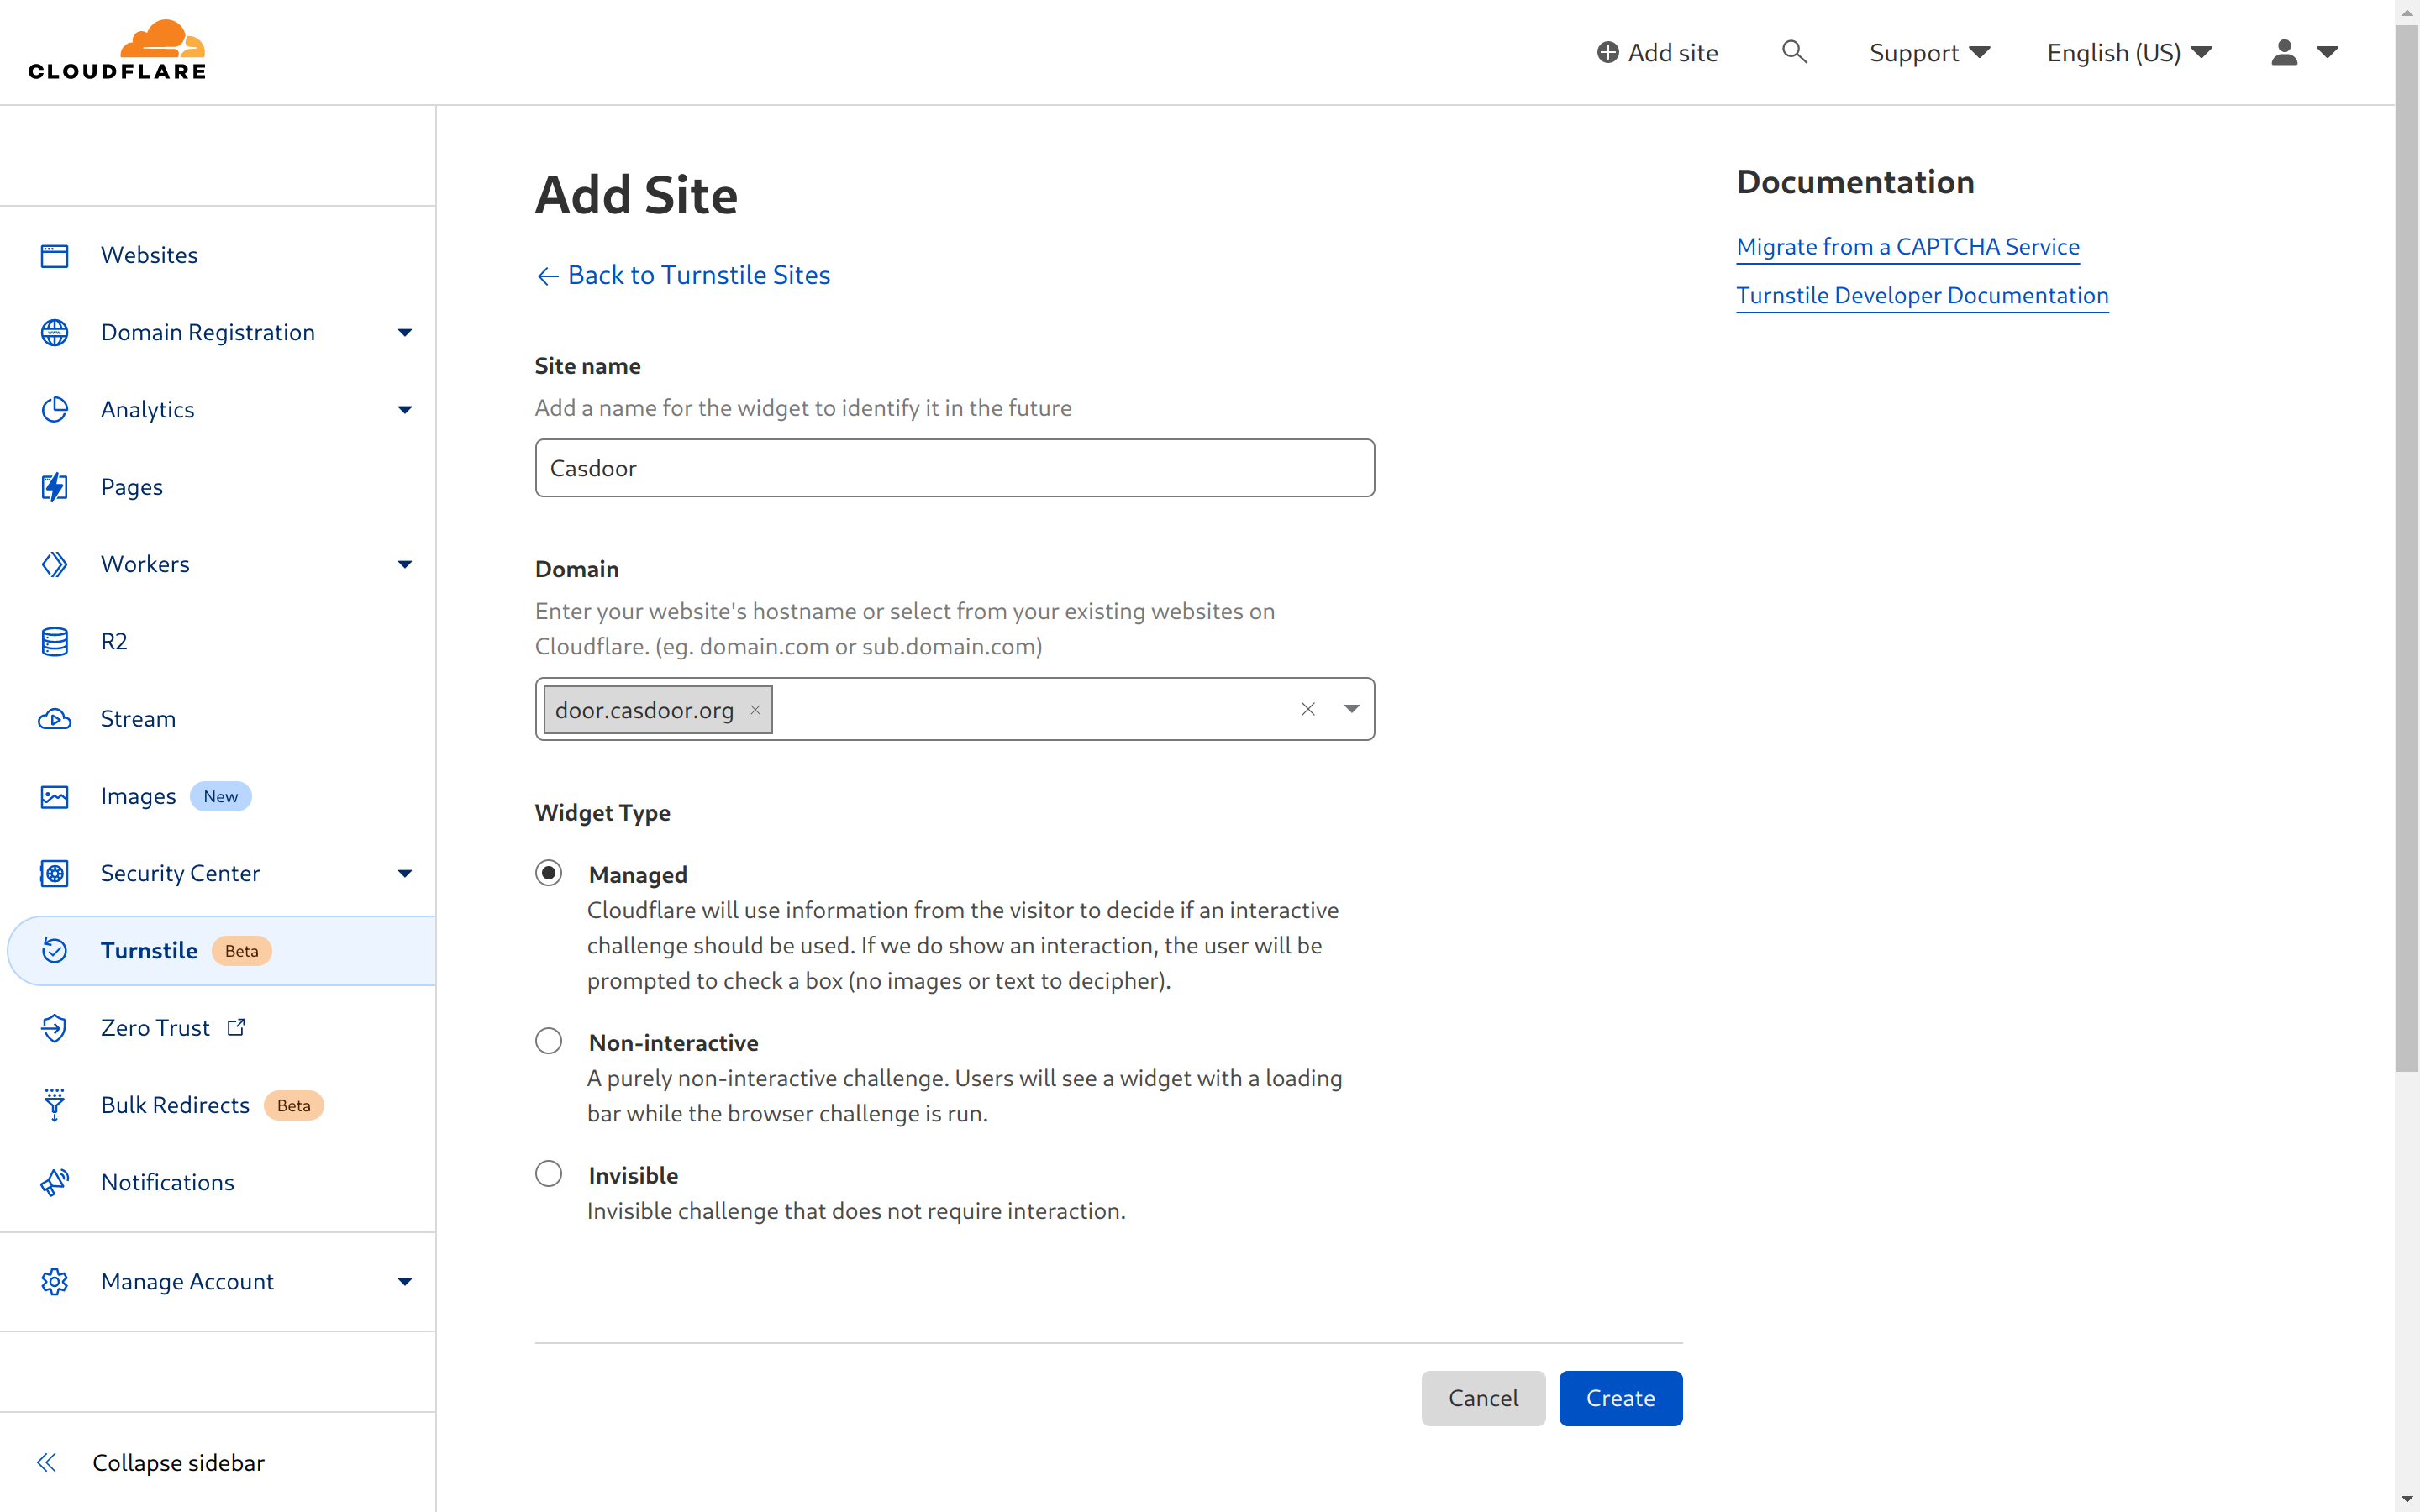 CLOUDFLARE
Add site
Support
English (US)
Websites
Domain Registration
Analytics
Pages
Workers
R2
Stream
Images New
Security Center
Turnstile Beta
Zero Trust
Bulk Redirects Beta
Notifications
Manage Account
Collapse sidebar
Add Site
Back to Turnstile Sites
Site name
Add a name for the widget to identify it in the future
Casdoor
Domain
Enter your website's hostname or select from your existing websites on
Cloudflare. (eg. domain.com or sub.domain.com)
door.casdoor.org
Widget Type
Managed
Cloudflare will use information from the visitor to decide if an interactive
challenge should be used. If we do show an interaction, the user will be
prompted to check a box (no images or text to decipher).
Non-interactive
A purely non-interactive challenge. Users will see a widget with a loading
bar while the browser challenge is run.
Invisible
Invisible challenge that does not require interaction.
Cancel
Create
Documentation
Migrate from a CAPTCHA Service
Turnstile Developer Documentation